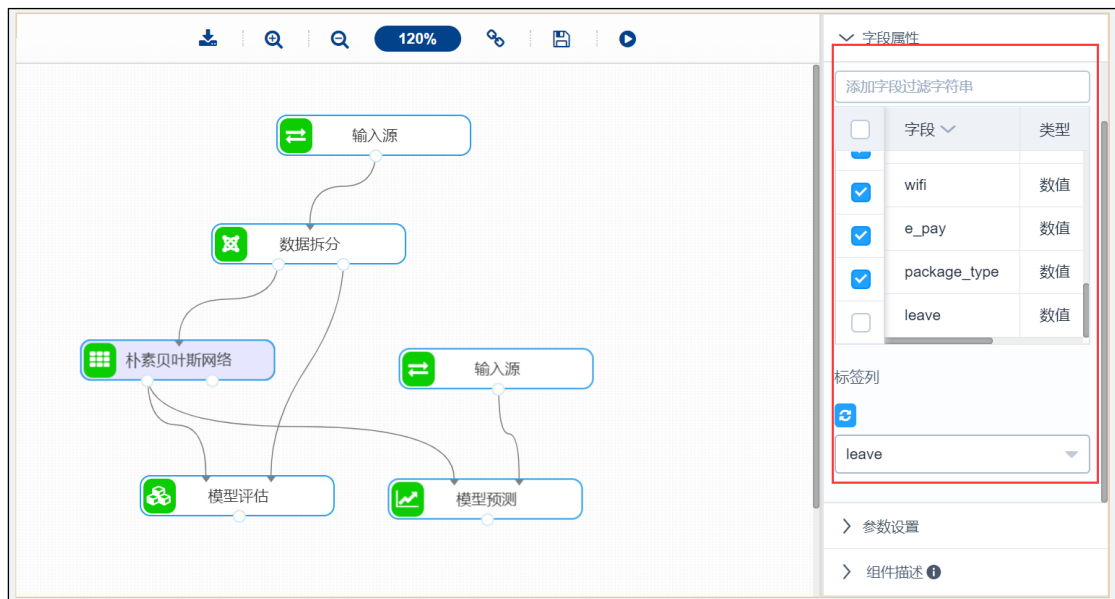 120%
输入源
数据拆分
朴素贝叶斯网络
输入源
模型评估
模型预测
字段属性
添加字段过滤字符串
字段 类型
wifi 数值
e_pay 数值
package_type 数值
leave 数值
标签列
leave
参数设置
组件描述